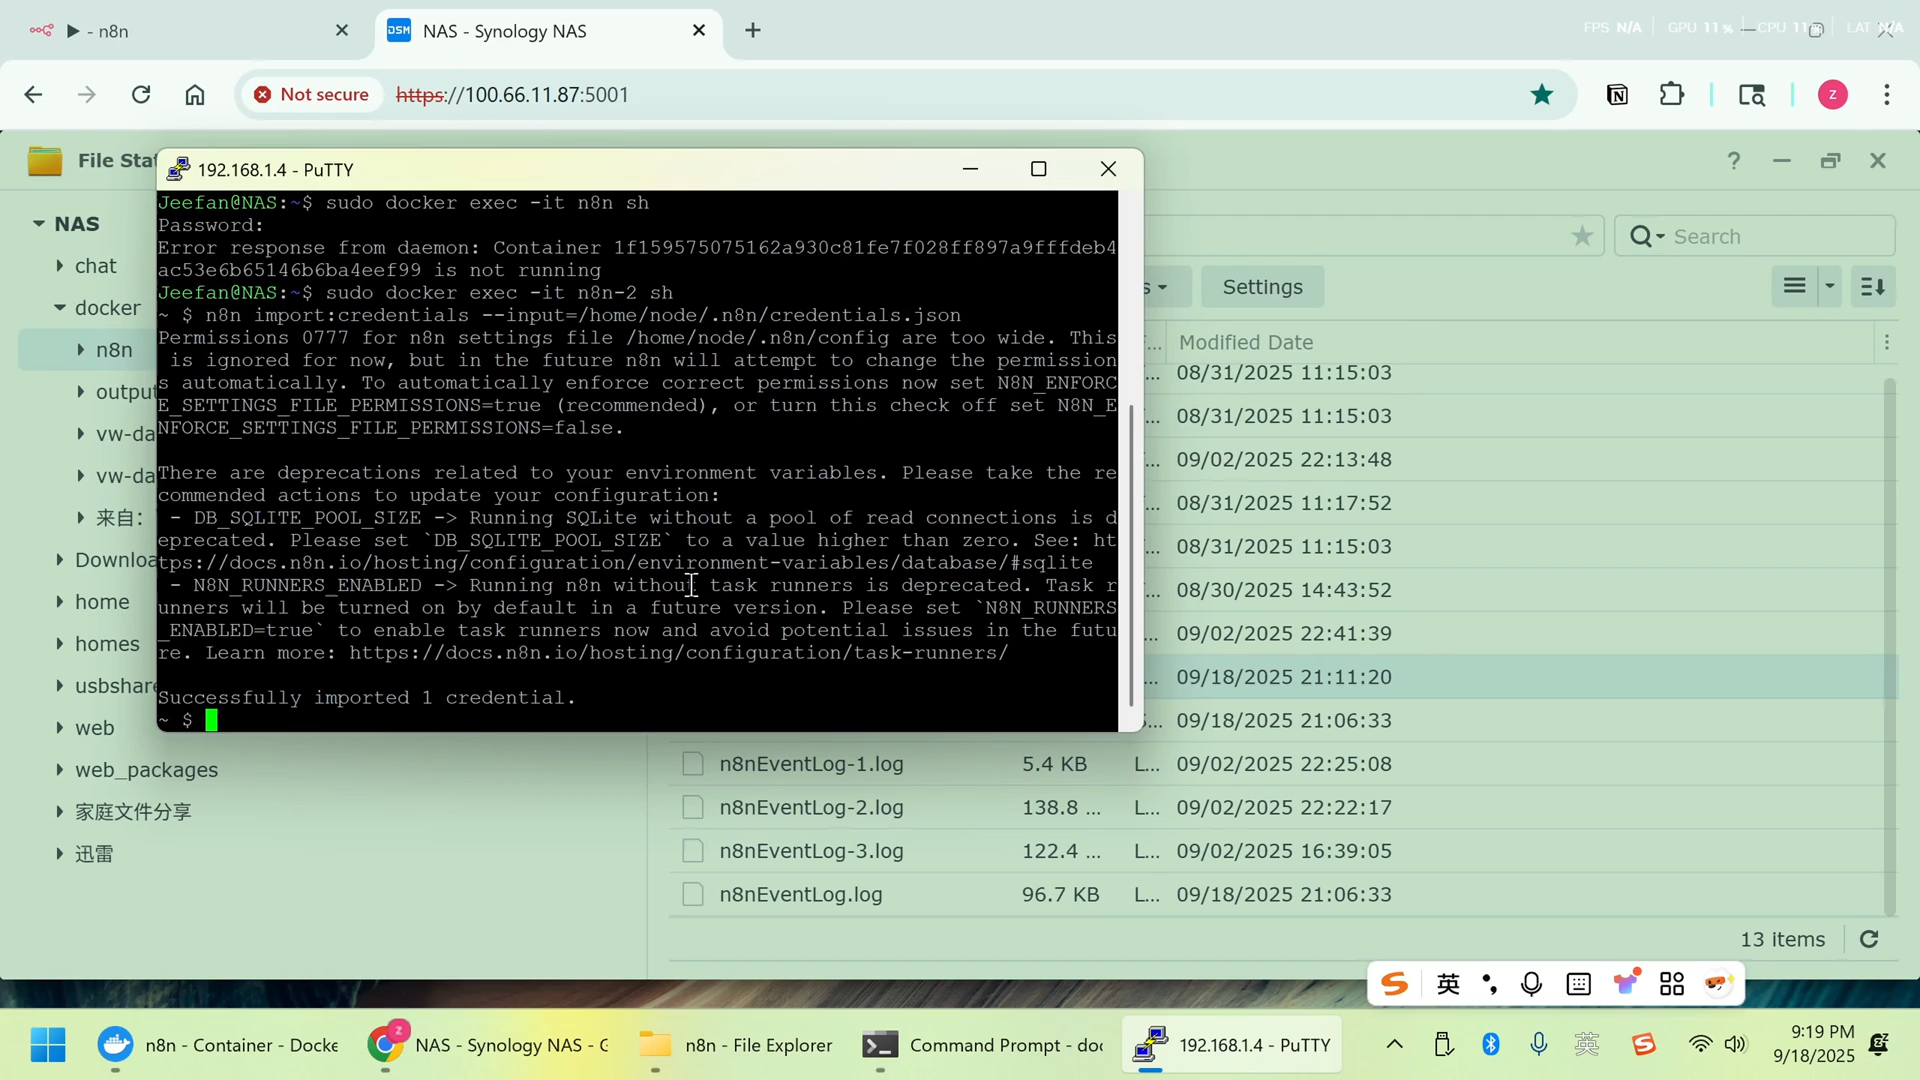 ▶ - n8n
DSM
NAS - Synology NAS
FPS N/A
GPU 11 %
CPU 11
LAT N/A
Not secure
https://100.66.11.87:5001
z
File Stat
192.168.1.4 - PuTTY
NAS
chat
docker
n8n
output
vw-da
vw-da
来自:
Downloa
home
homes
usbshare
web
web_packages
家庭文件分享
迅雷
Jeefan@NAS:~$ sudo docker exec -it n8n sh
Password:
Error response from daemon: Container 1f159575075162a930c81fe7f028ff897a9fffdeb4
ac53e6b65146b6ba4eef99 is not running
Jeefan@NAS:~$ sudo docker exec -it n8n-2 sh
~ $ n8n import:credentials --input=/home/node/.n8n/credentials.json
Permissions 0777 for n8n settings file /home/node/.n8n/config are too wide. This
is ignored for now, but in the future n8n will attempt to change the permission
s automatically. To automatically enforce correct permissions now set N8N_ENFORC
E_SETTINGS_FILE_PERMISSIONS=true (recommended), or turn this check off set N8N_E
NFORCE_SETTINGS_FILE_PERMISSIONS=false.
There are deprecations related to your environment variables. Please take the re
commended actions to update your configuration:
- DB_SQLITE_POOL_SIZE -> Running SQLite without a pool of read connections is d
eprecated. Please set `DB_SQLITE_POOL_SIZE` to a value higher than zero. See: ht
tps://docs.n8n.io/hosting/configuration/environment-variables/database/#sqlite
- N8N_RUNNERS_ENABLED -> Running n8n without task runners is deprecated. Task r
unners will be turned on by default in a future version. Please set `N8N_RUNNERS
_ENABLED=true` to enable task runners now and avoid potential issues in the futu
re. Learn more: https://docs.n8n.io/hosting/configuration/task-runners/
Successfully imported 1 credential.
~ $
Search
s
Settings
... Modified Date
... 08/31/2025 11:15:03
... 08/31/2025 11:15:03
... 09/02/2025 22:13:48
... 08/31/2025 11:17:52
... 08/31/2025 11:15:03
... 08/30/2025 14:43:52
... 09/02/2025 22:41:39
... 09/18/2025 21:11:20
... 09/18/2025 21:06:33
n8nEventLog-1.log 5.4 KB L... 09/02/2025 22:25:08
n8nEventLog-2.log 138.8 ... L... 09/02/2025 22:22:17
n8nEventLog-3.log 122.4 ... L... 09/02/2025 16:39:05
n8nEventLog.log 96.7 KB L... 09/18/2025 21:06:33
13 items
英
n8n - Container - Docke
z
NAS - Synology NAS - G
n8n - File Explorer
Command Prompt - doc
192.168.1.4 - PuTTY
英
9:19 PM
9/18/2025